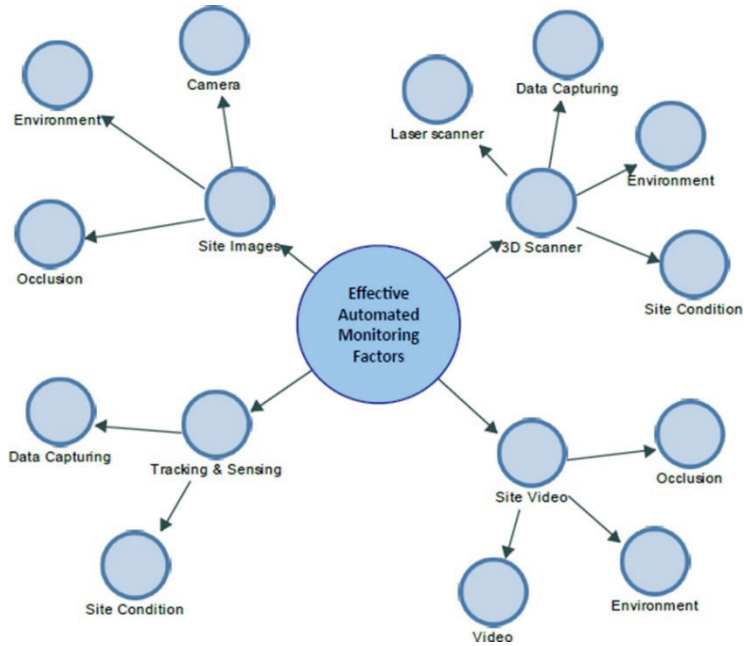 Camera
Environment
Data Capturing
Laser scanner
Environment
Site Images
3D Scanner
Occlusion
Site Condition
Effective
Automated
Monitoring
Factors
Data Capturing
Tracking & Sensing
Occlusion
Site Video
Site Condition
Environment
Video